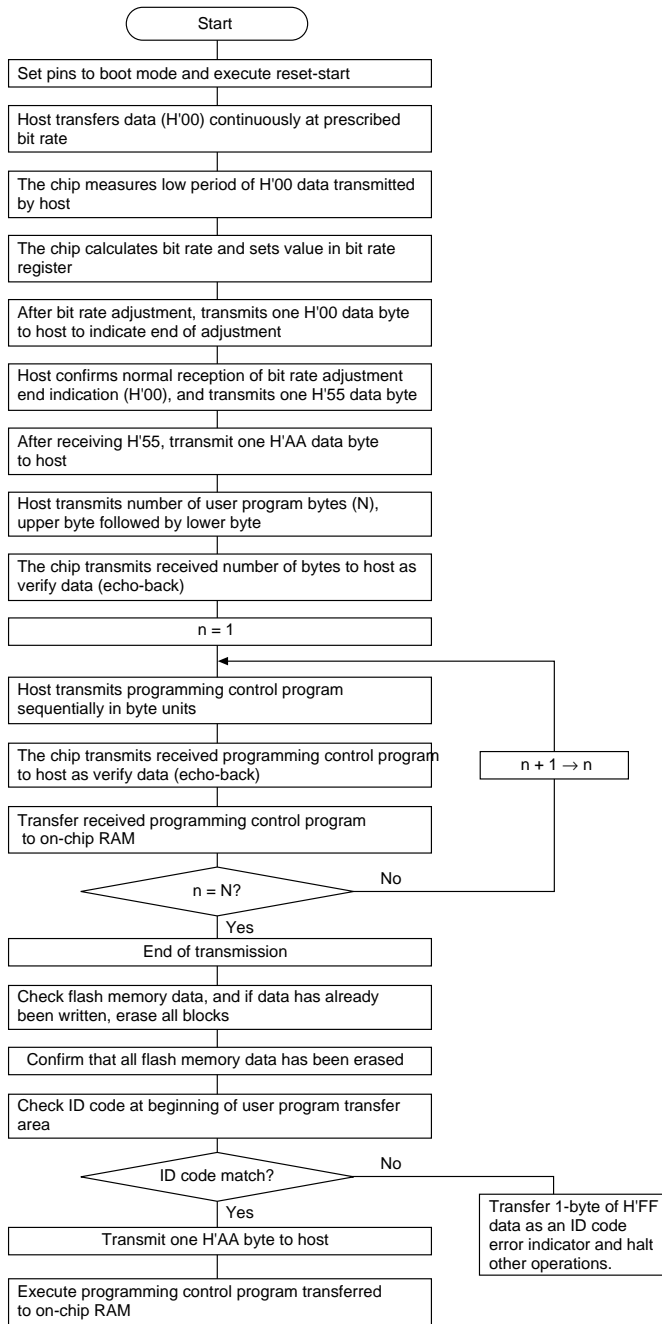 Start
Set pins to boot mode and execute reset-start
Host transfers data (H'00) continuously at prescribed
bit rate
The chip measures low period of H'00 data transmitted
by host
The chip calculates bit rate and sets value in bit rate
register
After bit rate adjustment, transmits one H'00 data byte
to host to indicate end of adjustment
Host confirms normal reception of bit rate adjustment
end indication (H'00), and transmits one H'55 data byte
After receiving H'55, trransmit one H'AA data byte
to host
Host transmits number of user program bytes (N),
upper byte followed by lower byte
The chip transmits received number of bytes to host as
verify data (echo-back)
n = 1
Host transmits programming control program
sequentially in byte units
The chip transmits received programming control program
to host as verify data (echo-back)
n + 1 → n
Transfer received programming control program
to on-chip RAM
n = N?
No
Yes
End of transmission
Check flash memory data, and if data has already
been written, erase all blocks
Confirm that all flash memory data has been erased
Check ID code at beginning of user program transfer
area
ID code match?
No
Yes
Transfer 1-byte of H'FF
data as an ID code
error indicator and halt
other operations.
Transmit one H'AA byte to host
Execute programming control program transferred
to on-chip RAM